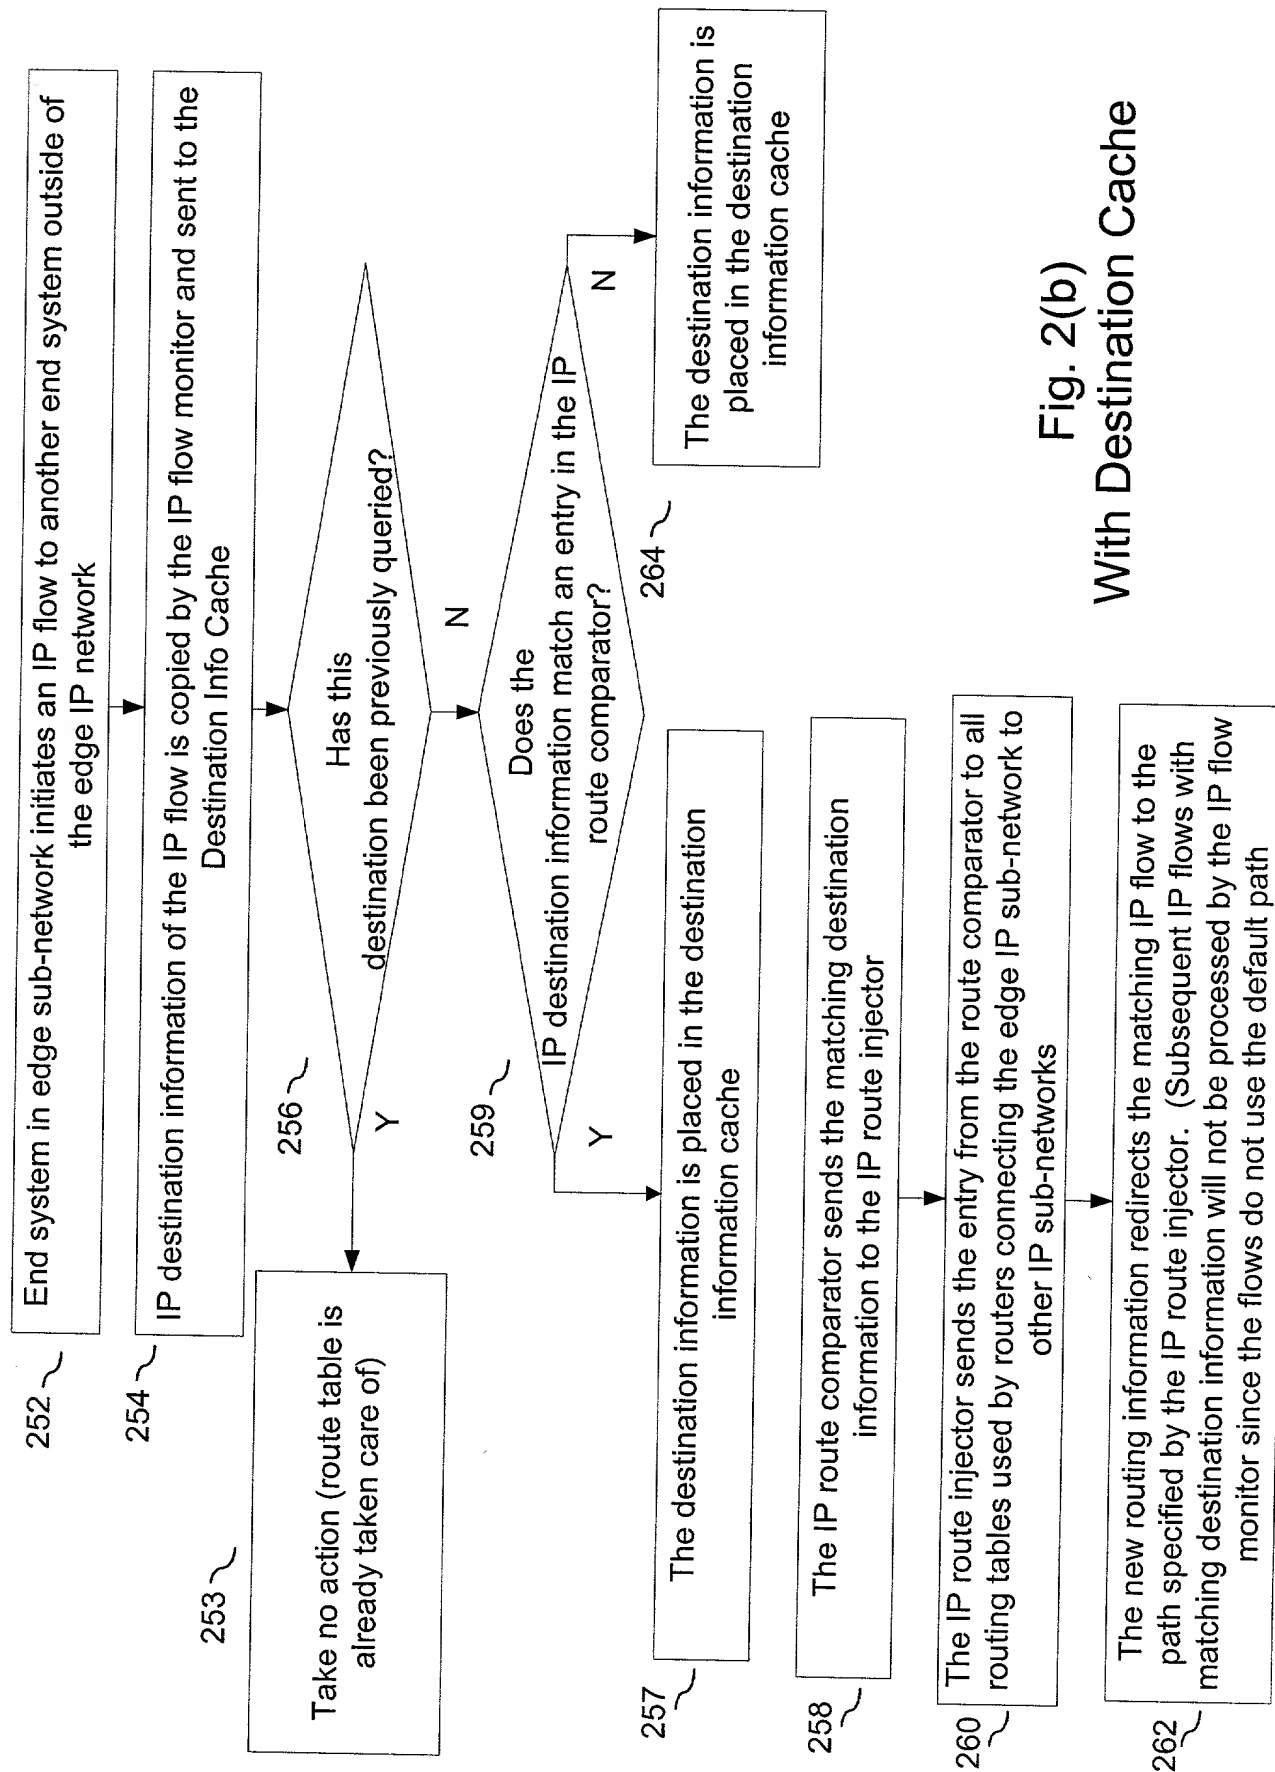 252
End system in edge sub-network initiates an IP flow to another end system outside of
the edge IP network
254
IP destination information of the IP flow is copied by the IP flow monitor and sent to the
Destination Info Cache
256
Has this
destination been previously queried?
Y
N
253
Take no action (route table is
already taken care of)
259
Does the
IP destination information match an entry in the IP
route comparator?
Y
N
264
The destination information is
placed in the destination
information cache
257
The destination information is placed in the destination
information cache
258
The IP route comparator sends the matching destination
information to the IP route injector
260
The IP route injector sends the entry from the route comparator to all
routing tables used by routers connecting the edge IP sub-network to
other IP sub-networks
262
The new routing information redirects the matching IP flow to the
path specified by the IP route injector.  (Subsequent IP flows with
matching destination information will not be processed by the IP flow
monitor since the flows do not use the default path
Fig. 2(b)
With Destination Cache